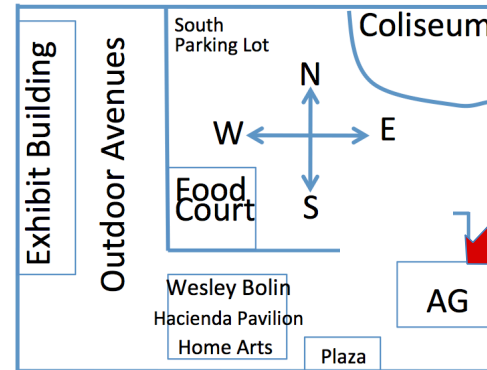 South
Parking Lot
Coliseum
Exhibit Building
Outdoor Avenues
N
W
E
S
Food
Court
Wesley Bolin
Hacienda Pavilion
Home Arts
AG
Plaza